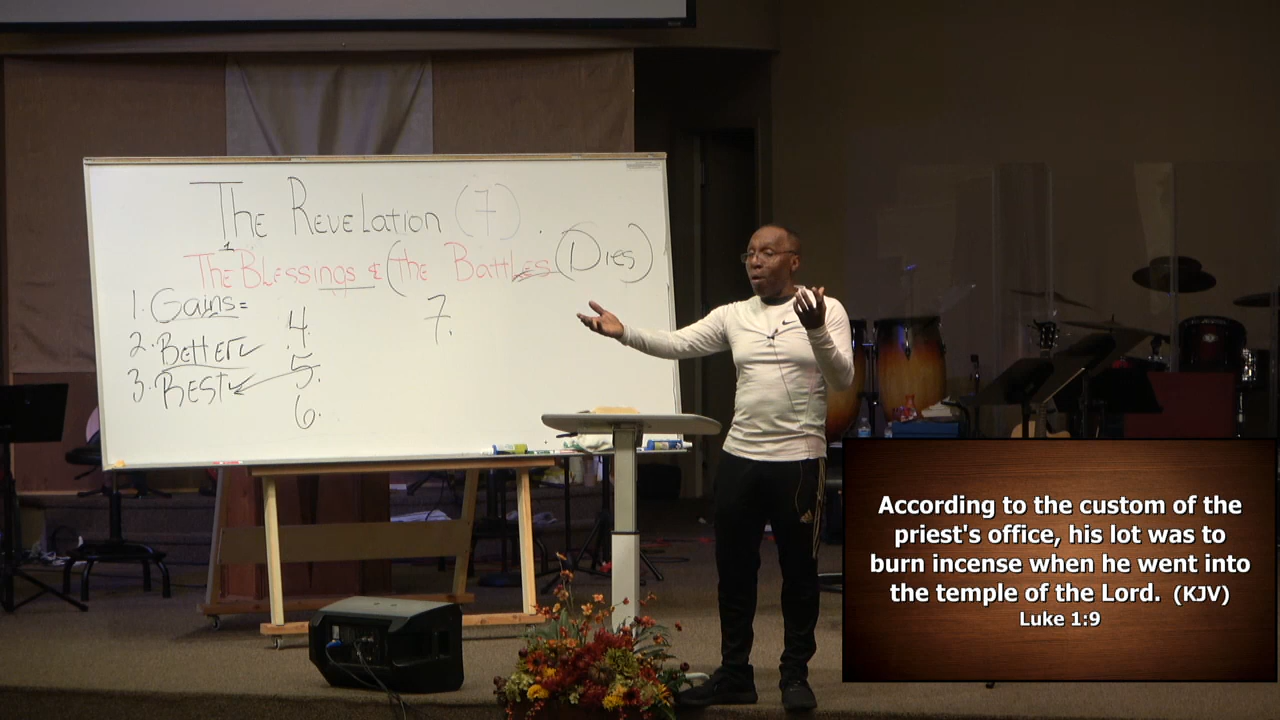 The Revelation (7)
The Blessings & (the Battles (Dies)
1
1. Gains=
2. Better
3. Best
4.
5.
6.
7.
According to the custom of the
priest's office, his lot was to
burn incense when he went into
the temple of the Lord. (KJV)
Luke 1:9